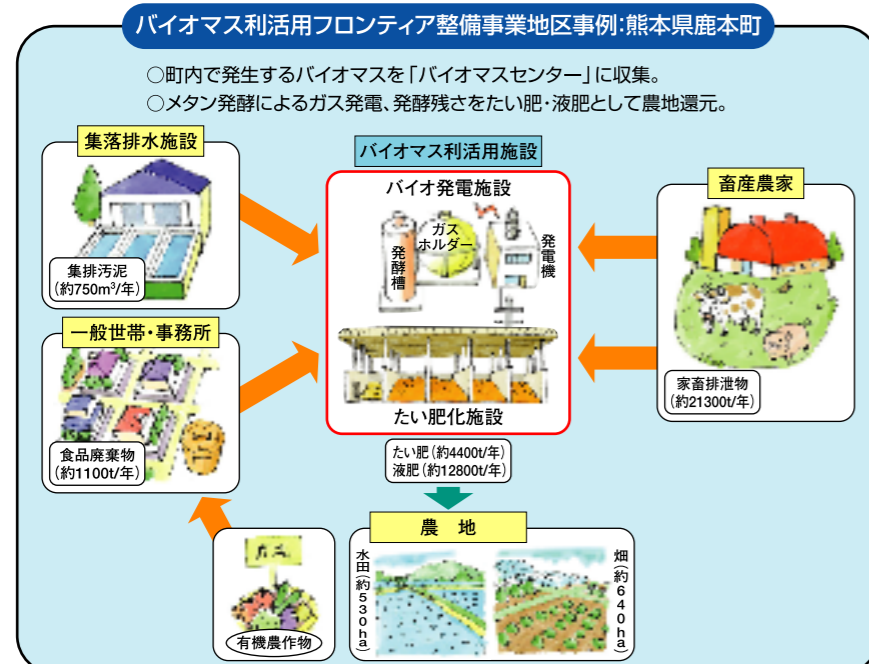 バイオマス利活用フロンティア整備事業地区事例:熊本県鹿本町
○町内で発生するバイオマスを「バイオマスセンター」に収集。
○メタン発酵によるガス発電、発酵残さをたい肥・液肥として農地還元。
集落排水施設
集排汚泥
(約750m³/年)
一般世帯・事務所
食品廃棄物
(約1100t/年)
バイオマス利活用施設
バイオ発電施設
発酵槽
ガス
ホルダー
発電機
たい肥化施設
畜産農家
家畜排泄物
(約21300t/年)
たい肥(約4400t/年)
液肥(約12800t/年)
農 地
水田(約530ha)
畑(約640ha)
有機農作物